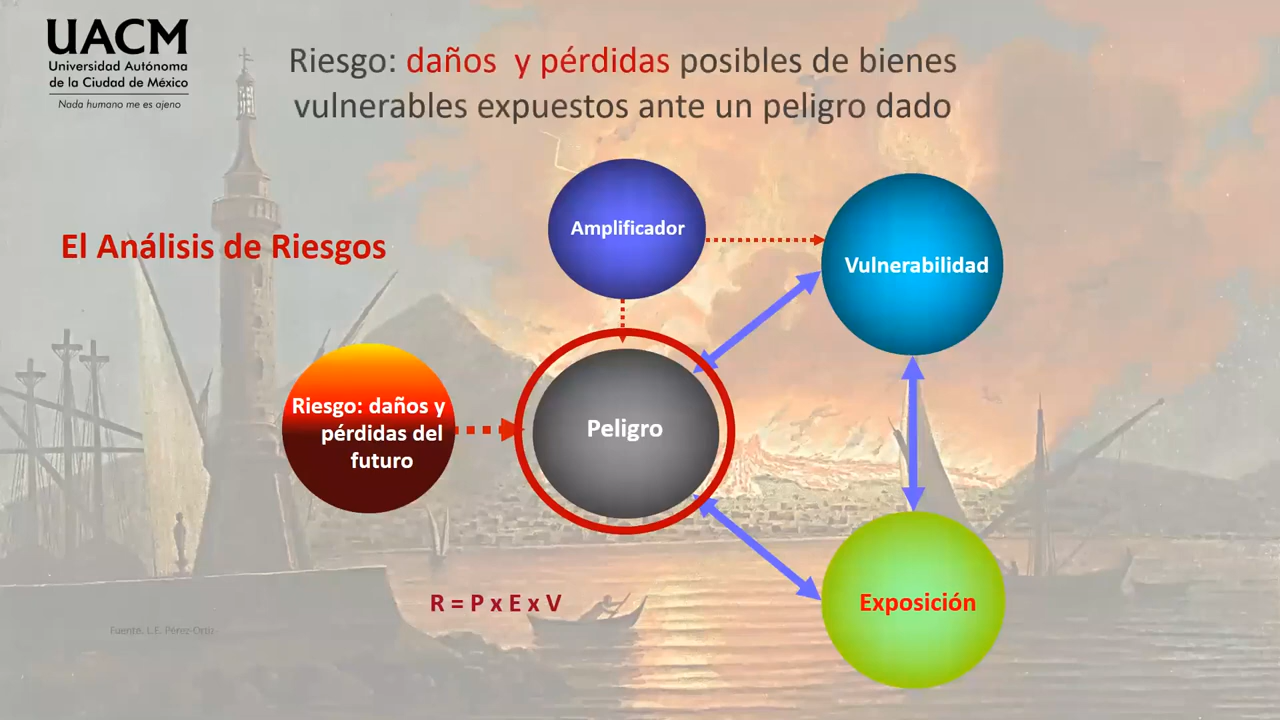 UACM
Universidad Autónoma
de la Ciudad de México
Nada humano me es ajeno
Riesgo: daños y pérdidas posibles de bienes
vulnerables expuestos ante un peligro dado
El Análisis de Riesgos
Amplificador
Vulnerabilidad
Riesgo: daños y
pérdidas del
futuro
Peligro
Exposición
R = P x E x V
Fuente. L.E. Pérez-Ortiz